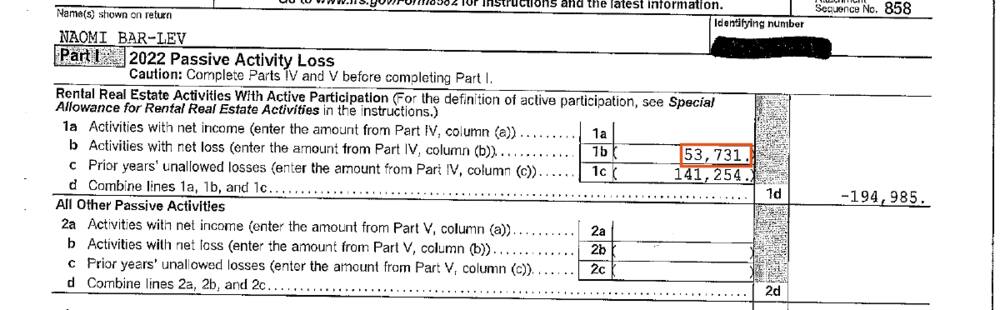 Go to www.irs.gov/Form8582 for instructions and the latest information.
Sequence No. 858
Name(s) shown on return
Identifying number
NAOMI BAR-LEV
Part I 2022 Passive Activity Loss
Caution: Complete Parts IV and V before completing Part I.
Rental Real Estate Activities With Active Participation (For the definition of active participation, see Special
Allowance for Rental Real Estate Activities in the instructions.)
1a Activities with net income (enter the amount from Part IV, column (a)) .......... 1a
b Activities with net loss (enter the amount from Part IV, column (b)) ............. 1b ( 53,731.)
c Prior years' unallowed losses (enter the amount from Part IV, column (c)) ...... 1c ( 141,254.)
d Combine lines 1a, 1b, and 1c ............ 1d -194,985.
All Other Passive Activities
2a Activities with net income (enter the amount from Part V, column (a)) .......... 2a
b Activities with net loss (enter the amount from Part V, column (b)) ............. 2b ( )
c Prior years' unallowed losses (enter the amount from Part V, column (c)) ....... 2c ( )
d Combine lines 2a, 2b, and 2c ............ 2d